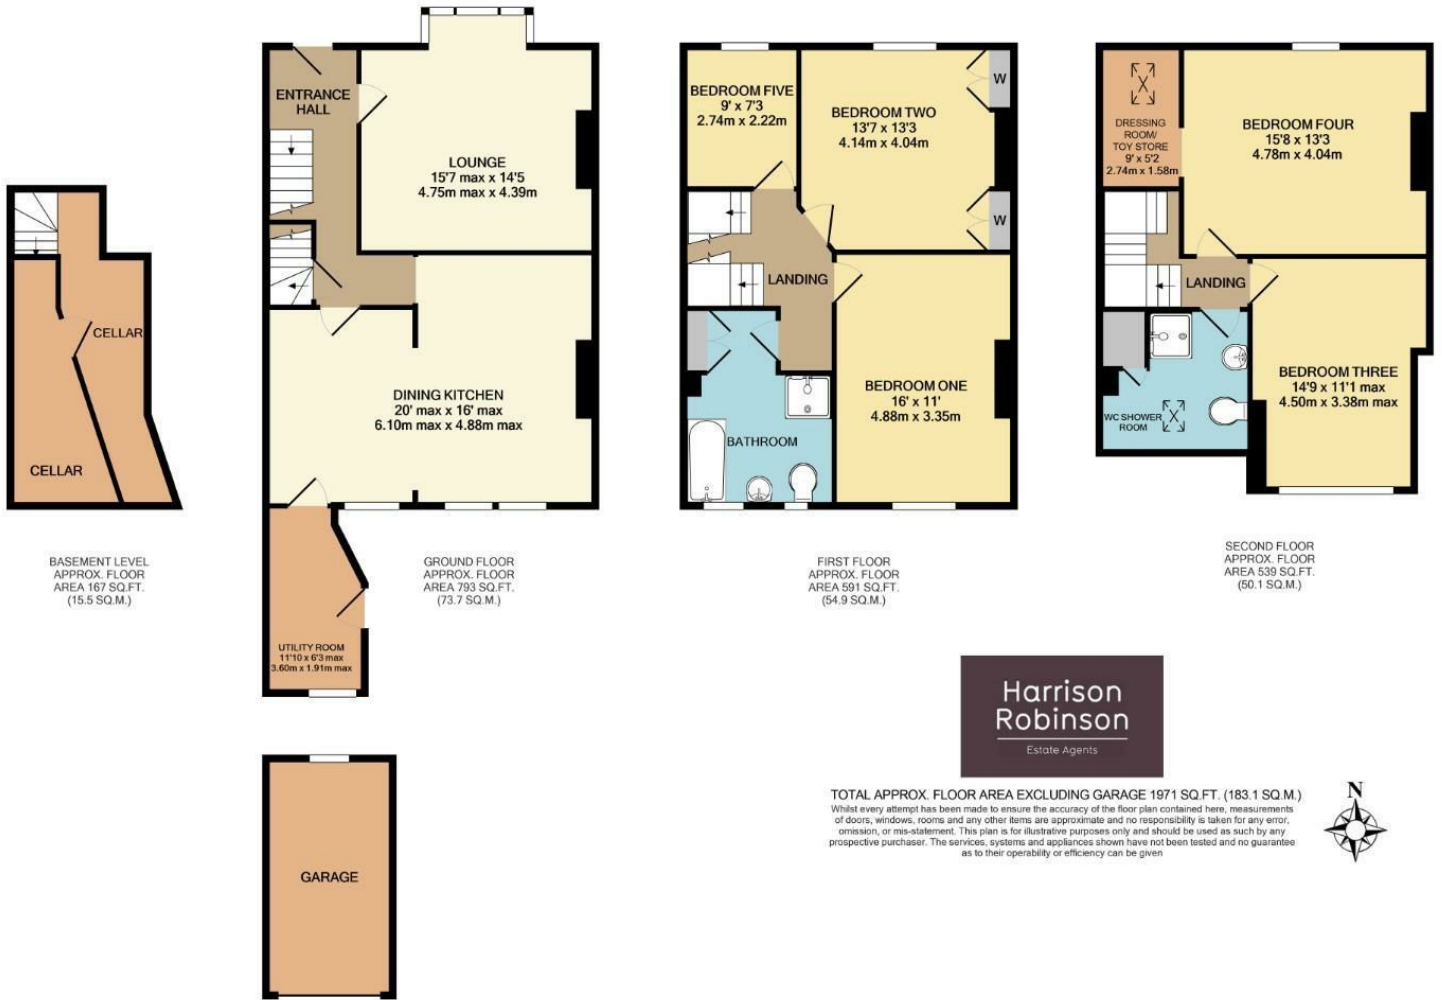 CELLAR
CELLAR
BASEMENT LEVEL
APPROX. FLOOR
AREA 167 SQ.FT.
(15.5 SQ.M.)
ENTRANCE
HALL
LOUNGE
15'7 max x 14'5
4.75m max x 4.39m
DINING KITCHEN
20' max x 16' max
6.10m max x 4.88m max
UTILITY ROOM
11'10 x 6'3 max
3.60m x 1.91m max
GROUND FLOOR
APPROX. FLOOR
AREA 793 SQ.FT.
(73.7 SQ.M.)
GARAGE
BEDROOM FIVE
9' x 7'3
2.74m x 2.22m
BEDROOM TWO
13'7 x 13'3
4.14m x 4.04m
W
W
LANDING
BEDROOM ONE
16' x 11'
4.88m x 3.35m
BATHROOM
FIRST FLOOR
APPROX. FLOOR
AREA 591 SQ.FT.
(54.9 SQ.M.)
DRESSING
ROOM/
TOY STORE
9' x 5'2
2.74m x 1.58m
BEDROOM FOUR
15'8 x 13'3
4.78m x 4.04m
LANDING
BEDROOM THREE
14'9 x 11'1 max
4.50m x 3.38m max
WC SHOWER
ROOM
SECOND FLOOR
APPROX. FLOOR
AREA 539 SQ.FT.
(50.1 SQ.M.)
Harrison
Robinson
Estate Agents
TOTAL APPROX. FLOOR AREA EXCLUDING GARAGE 1971 SQ.FT. (183.1 SQ.M.)
Whilst every attempt has been made to ensure the accuracy of the floor plan contained here, measurements
of doors, windows, rooms and any other items are approximate and no responsibility is taken for any error,
omission, or mis-statement. This plan is for illustrative purposes only and should be used as such by any
prospective purchaser. The services, systems and appliances shown have not been tested and no guarantee
as to their operability or efficiency can be given
N